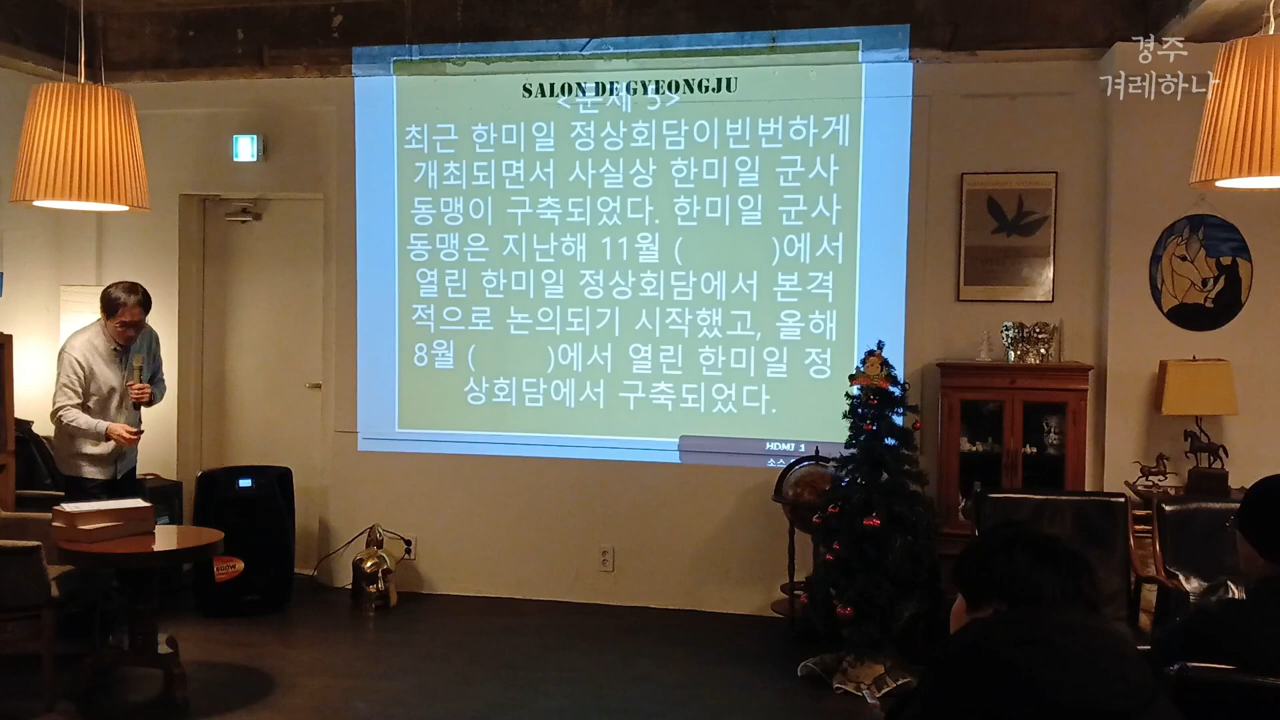 경주
겨레하나
SALON DE GYEONGJU
<문제 5>
최근 한미일 정상회담이빈번하게
개최되면서 사실상 한미일 군사
동맹이 구축되었다. 한미일 군사
동맹은 지난해 11월 ( )에서
열린 한미일 정상회담에서 본격
적으로 논의되기 시작했고, 올해
8월 ( )에서 열린 한미일 정
상회담에서 구축되었다.
HDMI 1
소스
600W